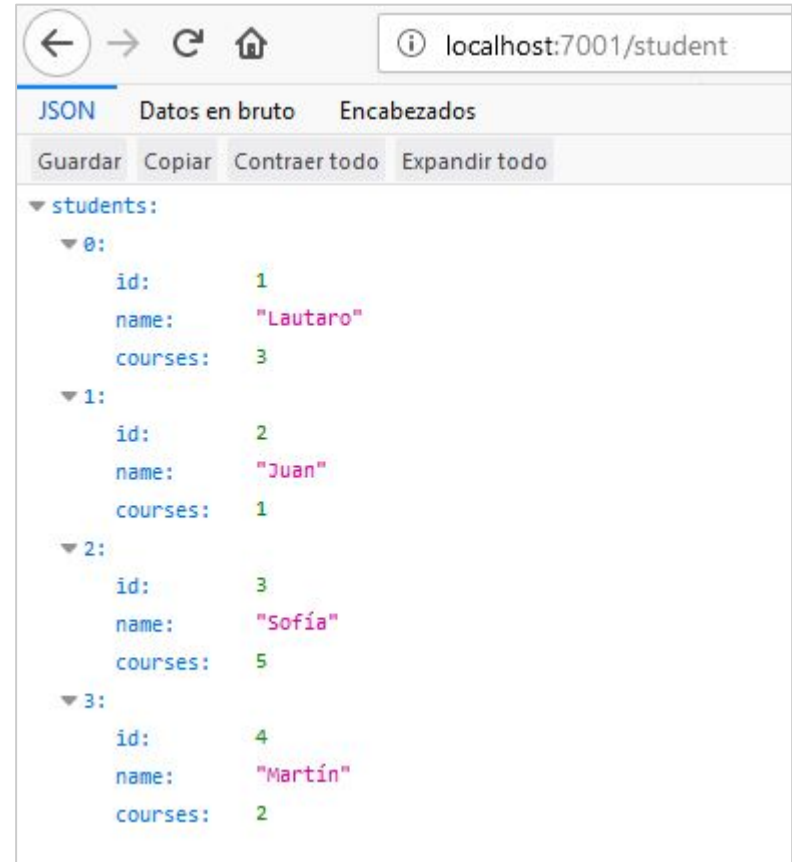 localhost:7001/student
JSON Datos en bruto Encabezados
Guardar Copiar Contraer todo Expandir todo
students:
0:
id: 1
name: "Lautaro"
courses: 3
1:
id: 2
name: "Juan"
courses: 1
2:
id: 3
name: "Sofía"
courses: 5
3:
id: 4
name: "Martín"
courses: 2